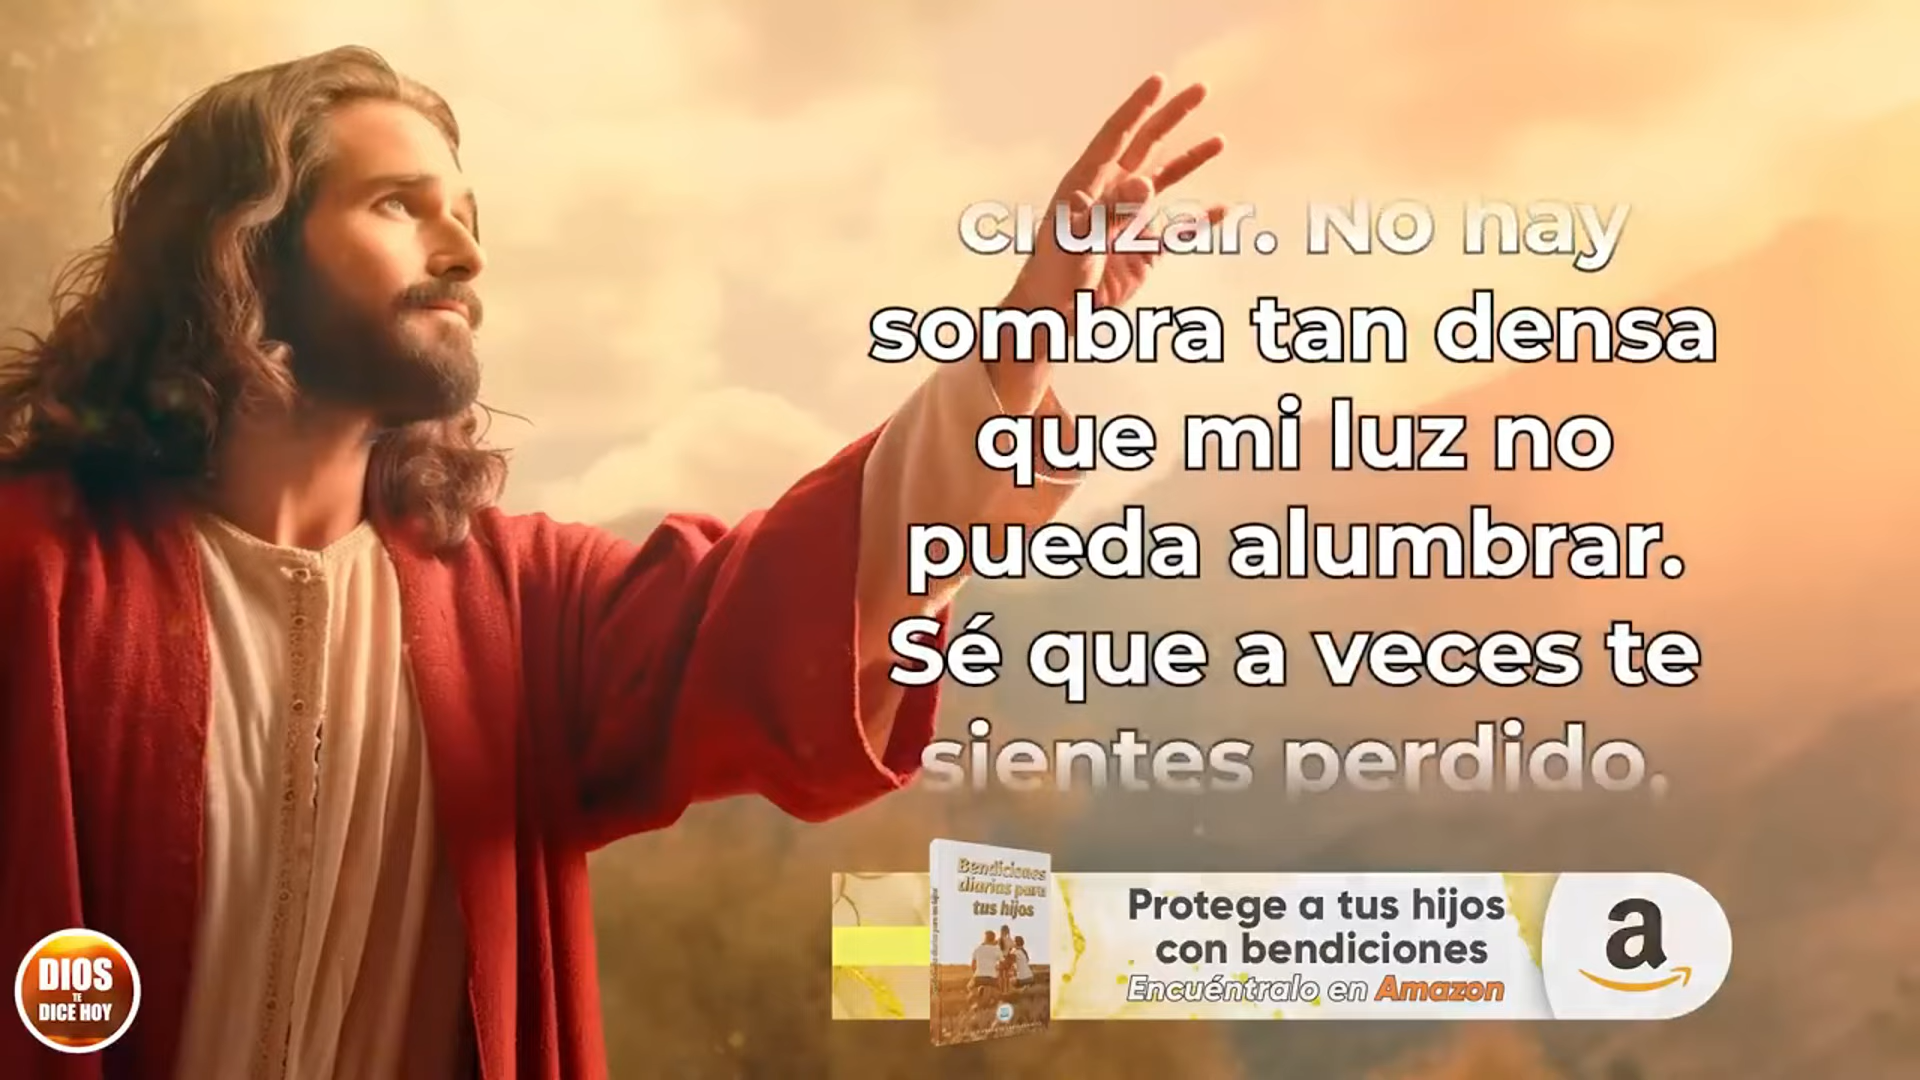 cruzar. No hay
sombra tan densa
que mi luz no
pueda alumbrar.
Sé que a veces te
sientes perdido,
Bendiciones
diarias para
tus hijos
Protege a tus hijos
con bendiciones
Encuéntralo en Amazon
a
DIOS
TE
DICE HOY